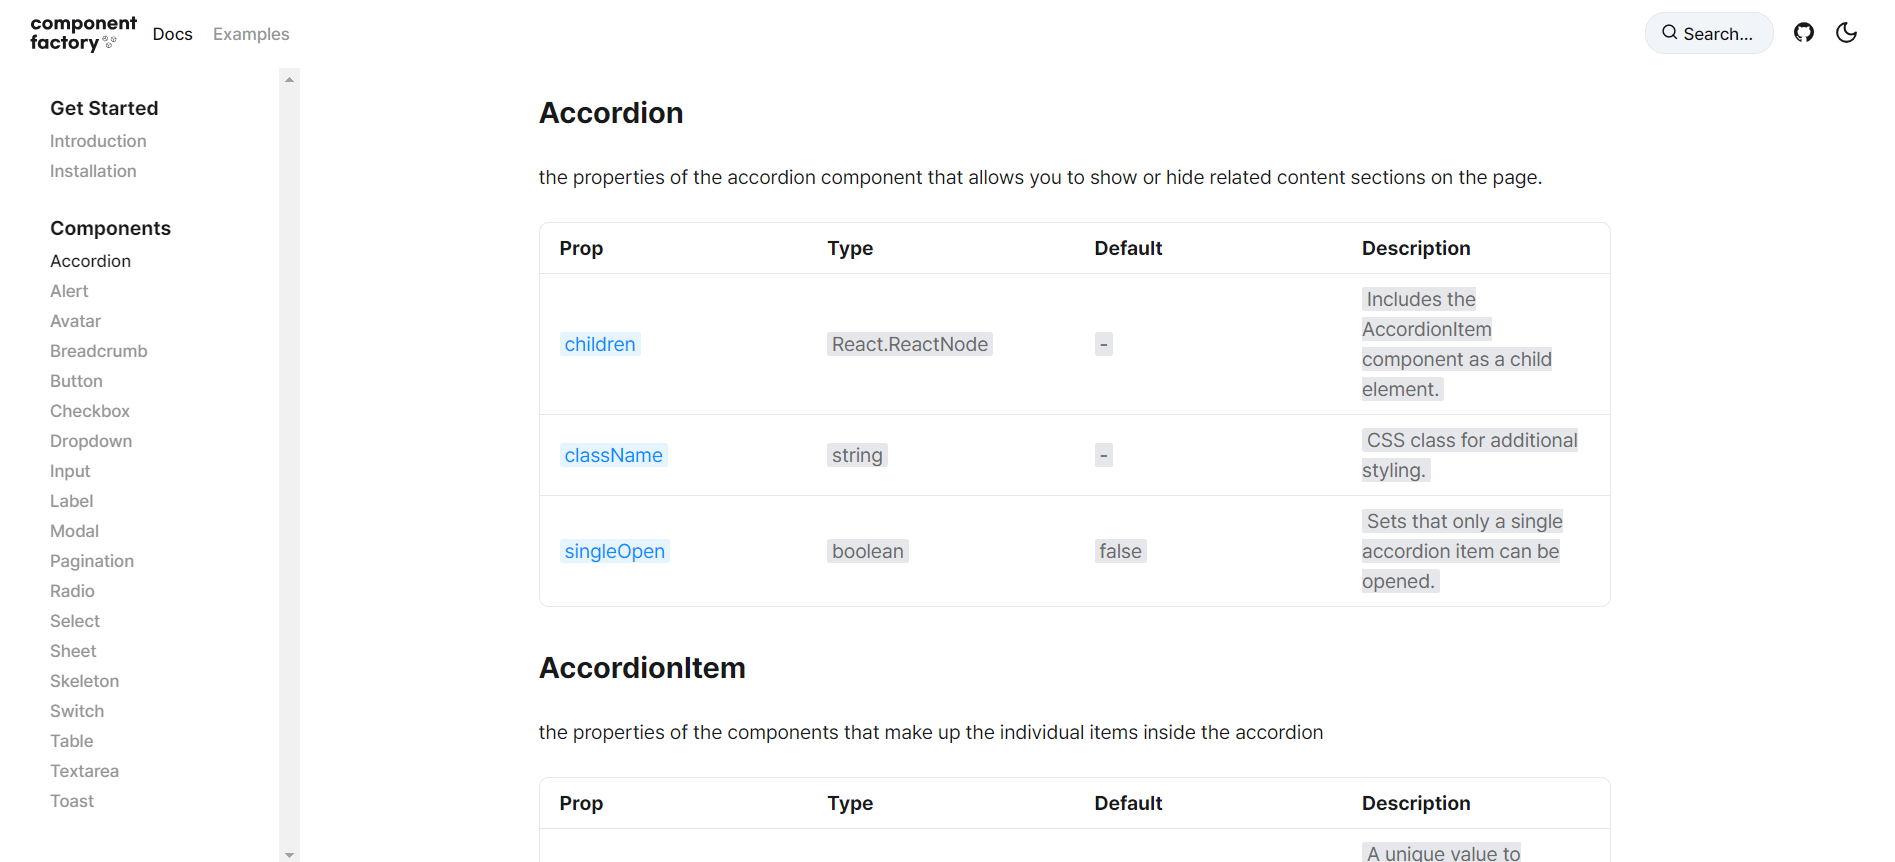 component
factory
Docs
Examples
Search...
Get Started
Introduction
Installation
Components
Accordion
Alert
Avatar
Breadcrumb
Button
Checkbox
Dropdown
Input
Label
Modal
Pagination
Radio
Select
Sheet
Skeleton
Switch
Table
Textarea
Toast
Accordion
the properties of the accordion component that allows you to show or hide related content sections on the page.
Prop Type Default Description
children React.ReactNode - Includes the
AccordionItem
component as a child
element.
className string - CSS class for additional
styling.
singleOpen boolean false Sets that only a single
accordion item can be
opened.
AccordionItem
the properties of the components that make up the individual items inside the accordion
Prop Type Default Description
A unique value to